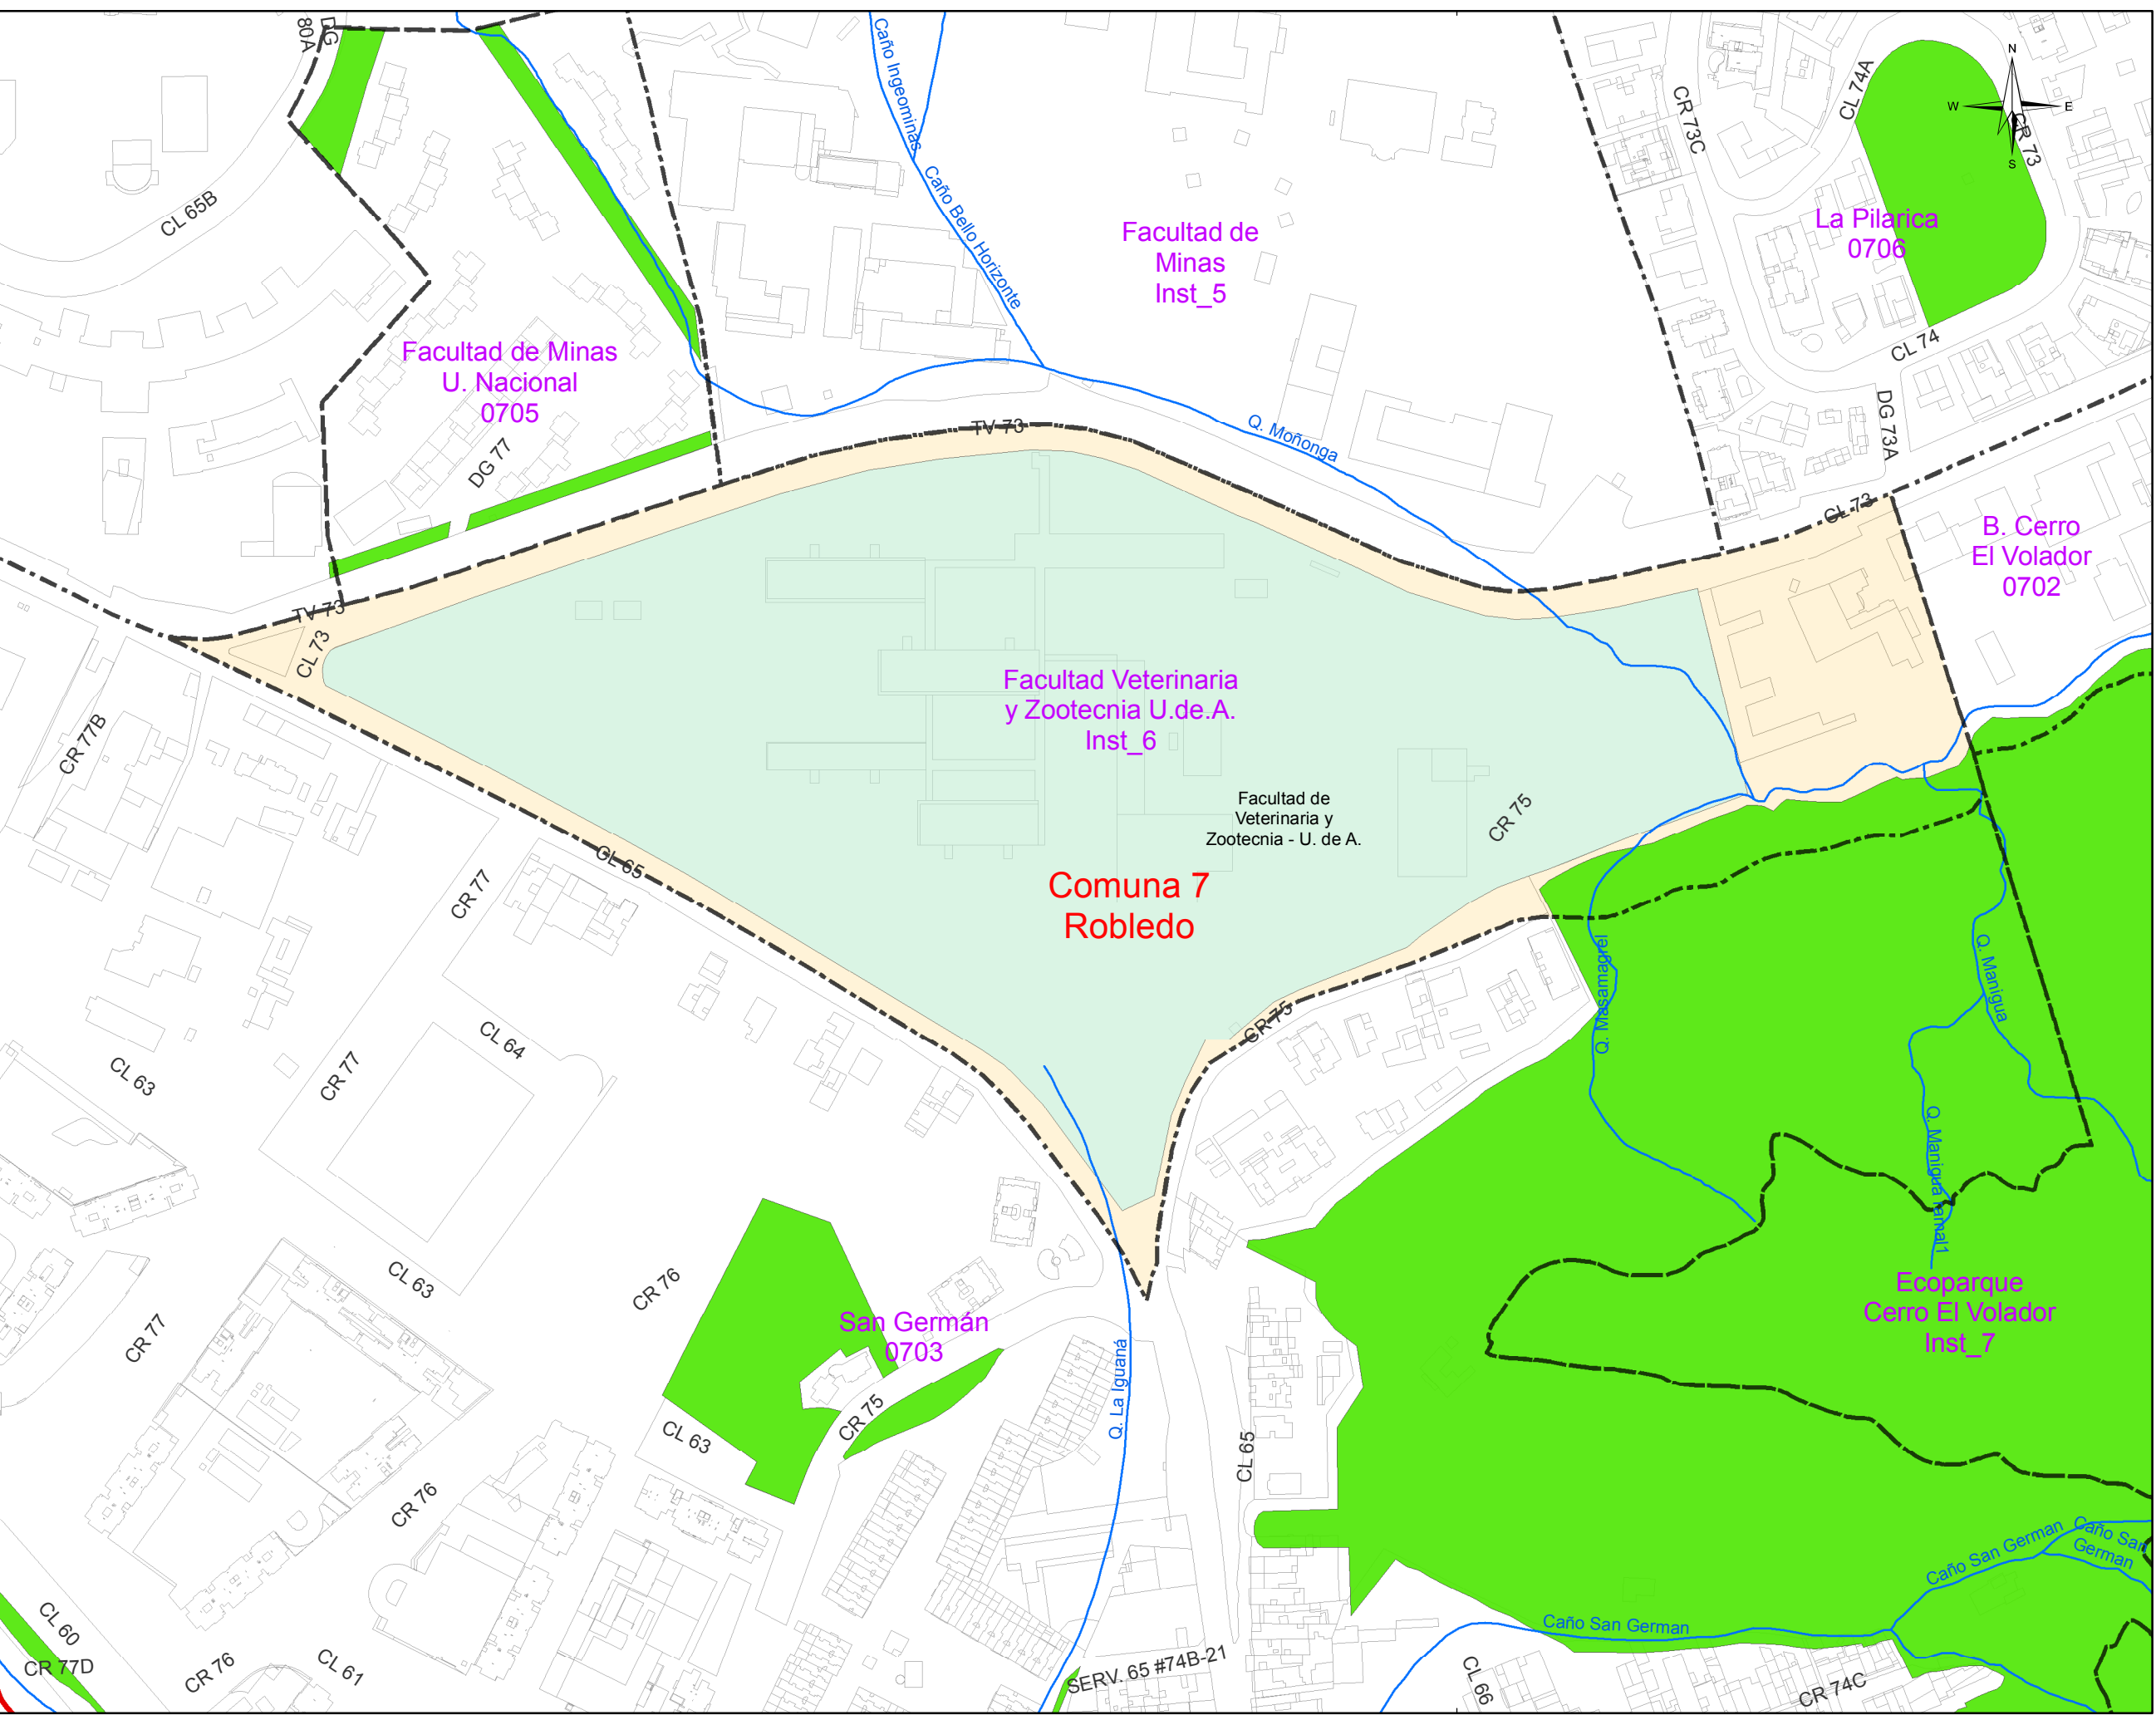 DG
80A
Caño Ingeominas
CL 74A
CR 73C
N
W
E
S
CR 73
CL 65B
Caño Bello Horizonte
Facultad de
Minas
Inst_5
La Pilarica
0706
Facultad de Minas
U. Nacional
0705
CL 74
DG 73A
TV 73
Q. Moñonga
DG 77
CL 73
B. Cerro
El Volador
0702
TV 73
CL 73
Facultad Veterinaria
y Zootecnia U.de.A.
Inst_6
CR 77B
Facultad de
Veterinaria y
Zootecnia - U. de A.
CR 75
CL 65
CR 77
Comuna 7
Robledo
Q. Masamagrel
Q. Manigua
CR 75
CL 64
CL 63
CR 77
Q. Manigua ramal1
CL 63
CR 76
Ecoparque
Cerro El Volador
Inst_7
CR 77
San Germán
0703
Q. La Iguaná
CR 75
CL 63
CL 65
CR 76
Caño San German
Caño San
German
CL 60
CR 77D
CR 76
CL 61
SERV. 65 #74B-21
Caño San German
CL 66
CR 74C